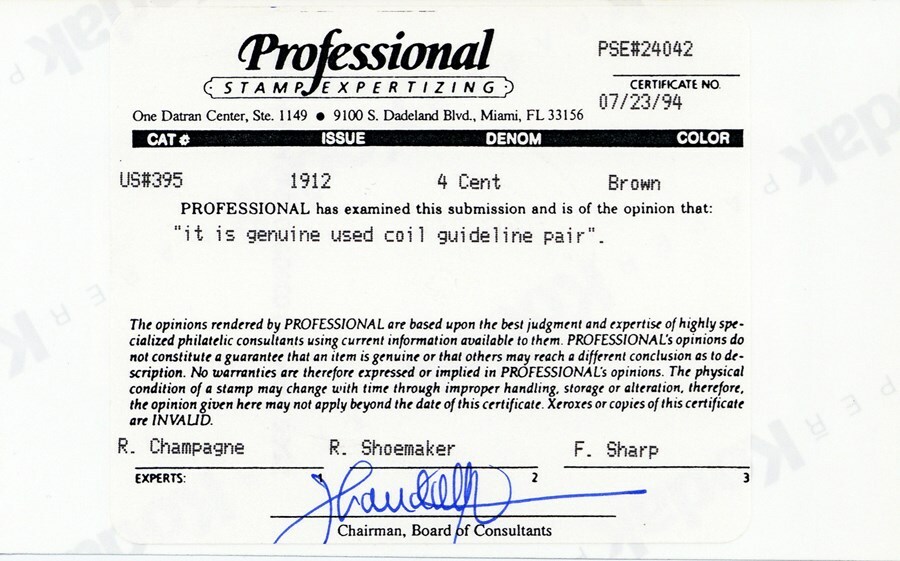 Professional
STAMP EXPERTIZING
PSE#24042
CERTIFICATE NO.
07/23/94
One Datran Center, Ste. 1149 ● 9100 S. Dadeland Blvd., Miami, FL 33156
CAT # ISSUE DENOM COLOR
US#395 1912 4 Cent Brown
PROFESSIONAL has examined this submission and is of the opinion that:
"it is genuine used coil guideline pair".
The opinions rendered by PROFESSIONAL are based upon the best judgment and expertise of highly spe-
cialized philatelic consultants using current information available to them. PROFESSIONAL's opinions do
not constitute a guarantee that an item is genuine or that others may reach a different conclusion as to de-
scription. No warranties are therefore expressed or implied in PROFESSIONAL's opinions. The physical
condition of a stamp may change with time through improper handling, storage or alteration, therefore,
the opinion given here may not apply beyond the date of this certificate. Xeroxes or copies of this certificate
are INVALID.
R. Champagne R. Shoemaker F. Sharp
EXPERTS: 1 2 3
Chairman, Board of Consultants